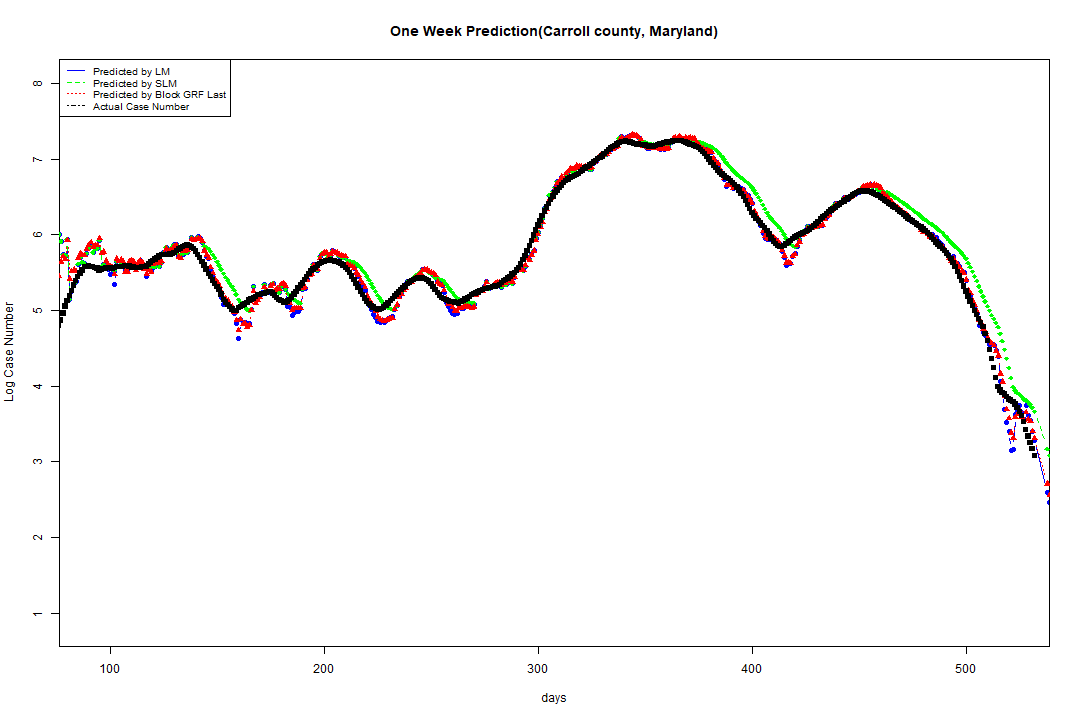 One Week Prediction(Carroll county, Maryland)
Predicted by LM
Predicted by SLM
Predicted by Block GRF Last
Actual Case Number
8
7
6
5
4
3
2
1
Log Case Number
100 200 300 400 500
days